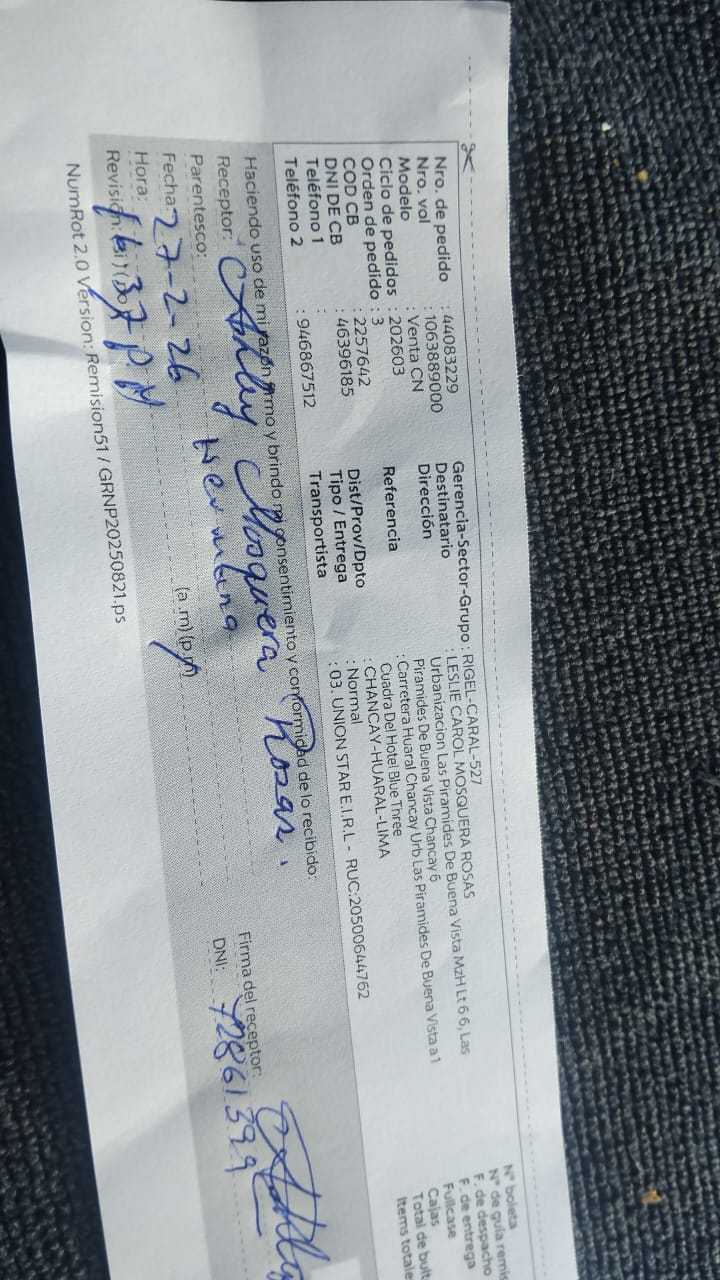 Nro. de pedido : 44083229
Nro. vol : 1063889000
Modelo : Venta CN
Ciclo de pedidos : 202603
Orden de pedido : 3
COD CB : 2257642
DNI DE CB : 46396185
Teléfono 1 :
Teléfono 2 : 946867512
Gerencia-Sector-Grupo : RIGEL-CARAL-527
Destinatario : LESLIE CAROL MOSQUERA ROSAS
Dirección : Urbanizacion Las Piramides De Buena Vista MzH Lt 6 6, Las
Piramides De Buena Vista Chancay 6
Referencia : Carretera Huaral Chancay Urb Las Piramides De Buena Vista a 1
Cuadra Del Hotel Blue Three
Dist/Prov/Dpto : CHANCAY-HUARAL-LIMA
Tipo / Entrega : Normal
Transportista : 03. UNION STAR E.I.R.L - RUC:20500644762
N° boleta
N° de guía remi
F. de despacho
F. de entrega
Fullcase
Cajas
Total de bult
Items totale
Haciendo uso de mi razón firmo y brindo mi consentimiento y conformidad de lo recibido:
Receptor: Ashley Mosquera Rosas.
Firma del receptor: Ashly
Parentesco: Hermana
DNI: 72861399
Fecha: 27-2-26
(a.m) (p.m)
Hora: 37 P.M
NumRot 2.0 Version: Remision51 / GRNP20250821.ps